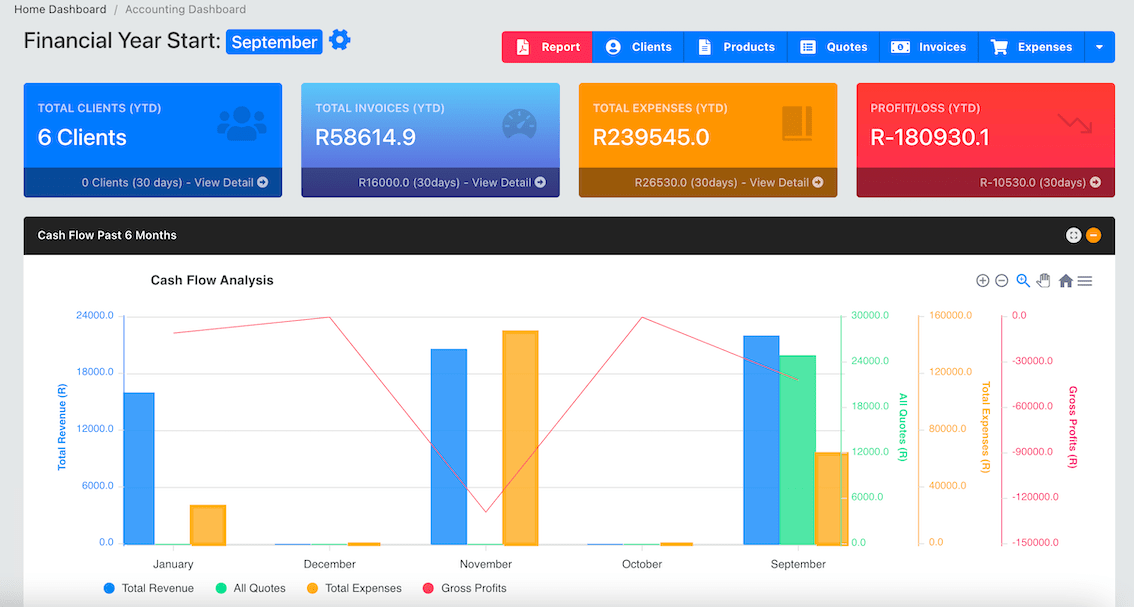 Home Dashboard / Accounting Dashboard
Financial Year Start: September
Report Clients Products Quotes Invoices Expenses
TOTAL CLIENTS (YTD)
6 Clients
0 Clients (30 days) - View Detail
TOTAL INVOICES (YTD)
R58614.9
R16000.0 (30days) - View Detail
TOTAL EXPENSES (YTD)
R239545.0
R26530.0 (30days) - View Detail
PROFIT/LOSS (YTD)
R-180930.1
R-10530.0 (30days)
Cash Flow Past 6 Months
Cash Flow Analysis
Total Revenue (R)
24000.0
18000.0
12000.0
6000.0
0.0
30000.0
24000.0
18000.0
12000.0
6000.0
0.0
All Quotes (R)
160000.0
120000.0
80000.0
40000.0
0.0
Total Expenses (R)
0.0
-30000.0
-60000.0
-90000.0
-120000.0
-150000.0
Gross Profits (R)
January December November October September
Total Revenue All Quotes Total Expenses Gross Profits